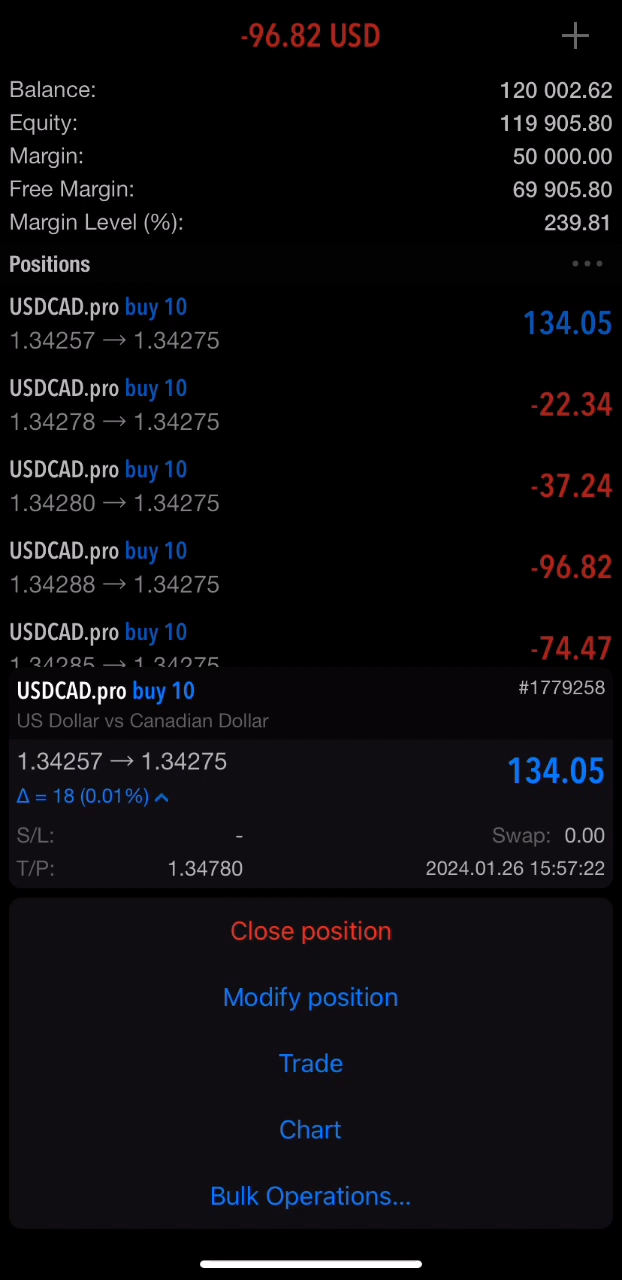 -96.82 USD
Balance: 120 002.62
Equity: 119 905.80
Margin: 50 000.00
Free Margin: 69 905.80
Margin Level (%): 239.81
Positions
USDCAD.pro buy 10
134.05
1.34257 → 1.34275
USDCAD.pro buy 10
-22.34
1.34278 → 1.34275
USDCAD.pro buy 10
-37.24
1.34280 → 1.34275
USDCAD.pro buy 10
-96.82
1.34288 → 1.34275
USDCAD.pro buy 10
-74.47
1.34285 → 1.34275
USDCAD.pro buy 10 #1779258
US Dollar vs Canadian Dollar
1.34257 → 1.34275 134.05
Δ = 18 (0.01%)
S/L: - Swap: 0.00
T/P: 1.34780 2024.01.26 15:57:22
Close position
Modify position
Trade
Chart
Bulk Operations...